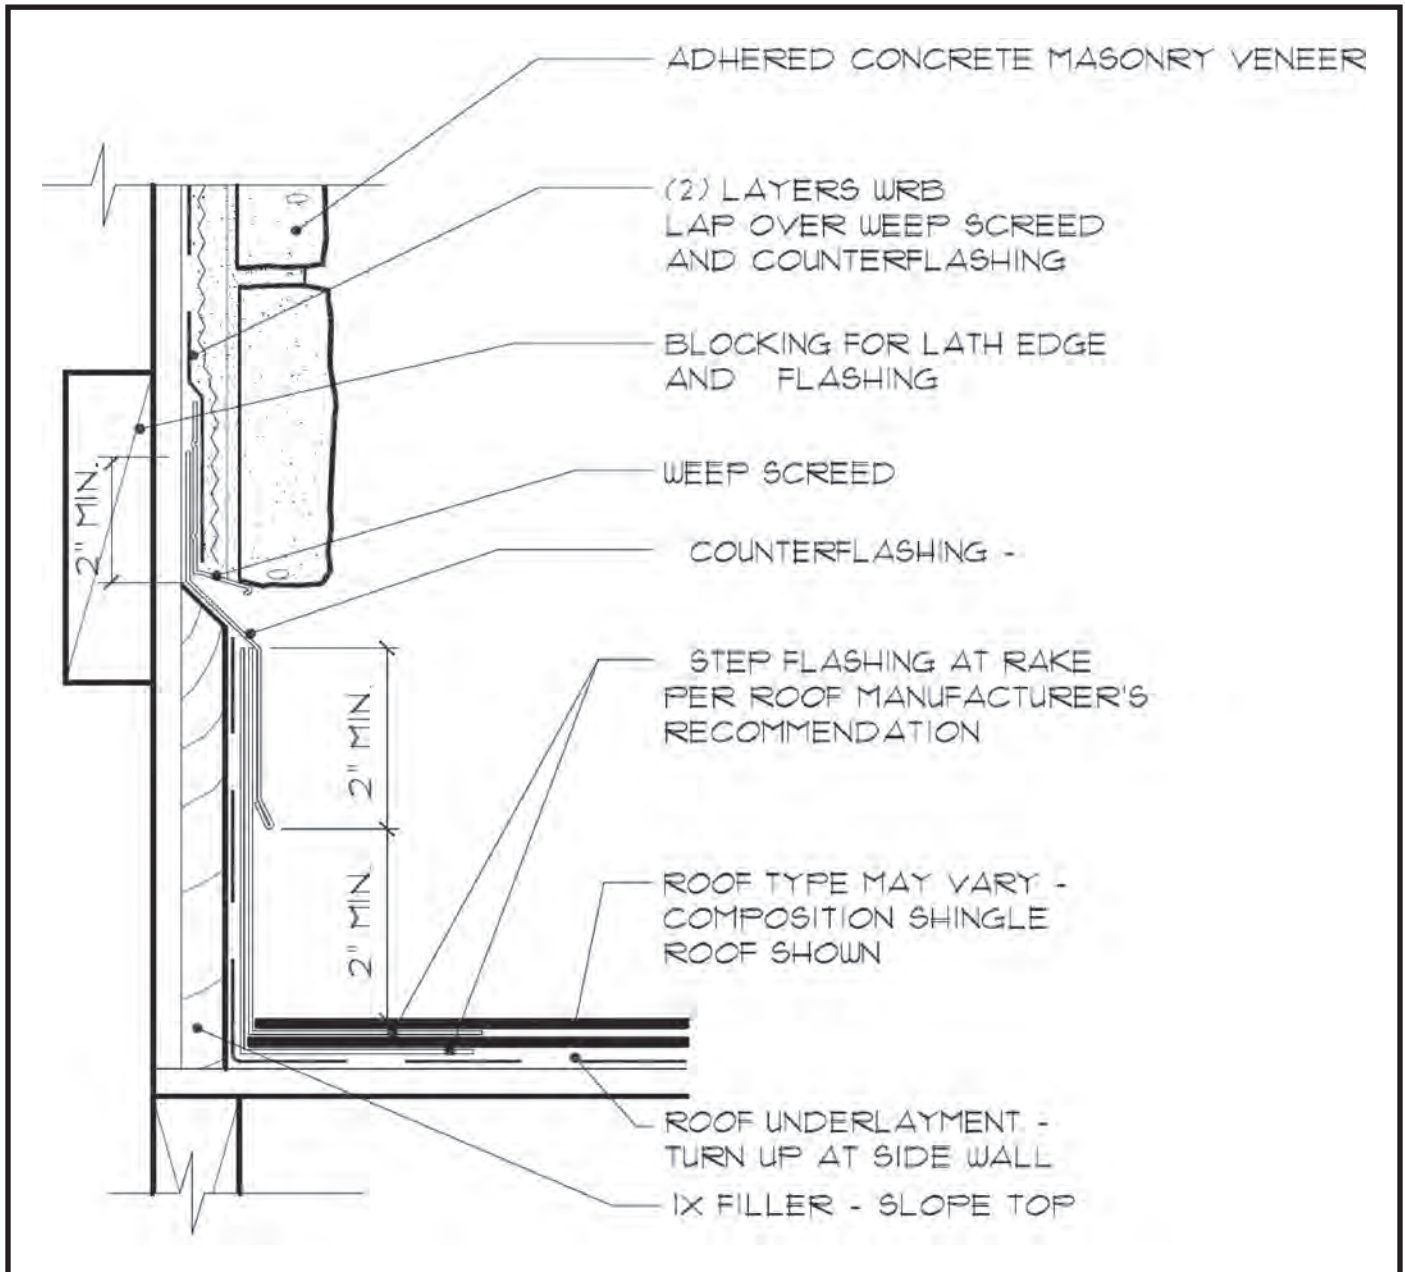 ADHERED CONCRETE MASONRY VENEER
(2) LAYERS WRB
LAP OVER WEEP SCREED
AND COUNTERFLASHING
BLOCKING FOR LATH EDGE
AND FLASHING
WEEP SCREED
2" MIN.
COUNTERFLASHING -
STEP FLASHING AT RAKE
PER ROOF MANUFACTURER'S
RECOMMENDATION
2" MIN.
2" MIN.
ROOF TYPE MAY VARY -
COMPOSITION SHINGLE
ROOF SHOWN
ROOF UNDERLAYMENT -
TURN UP AT SIDE WALL
1X FILLER - SLOPE TOP